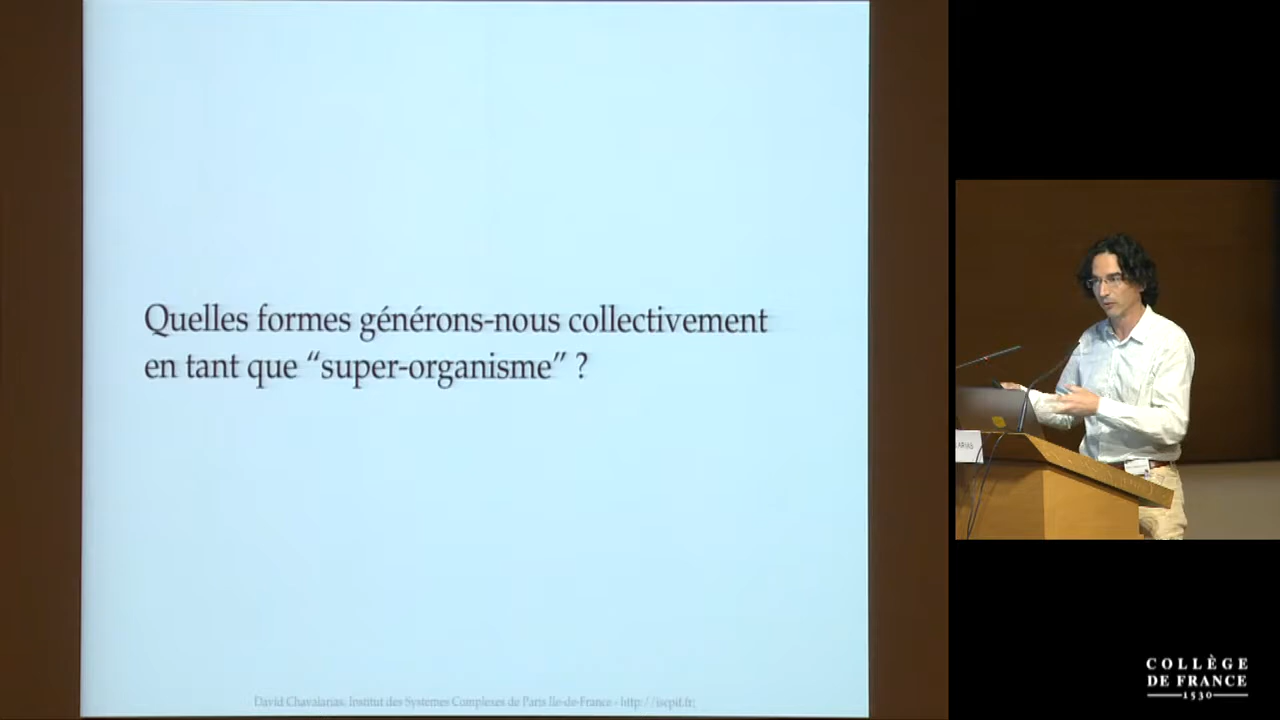 Quelles formes générons-nous collectivement
en tant que “super-organisme” ?
David Chavalarias, Institut des Systemes Complexes de Paris Ile-de-France - http://iscpif.fr;
COLLÈGE
DE FRANCE
1530